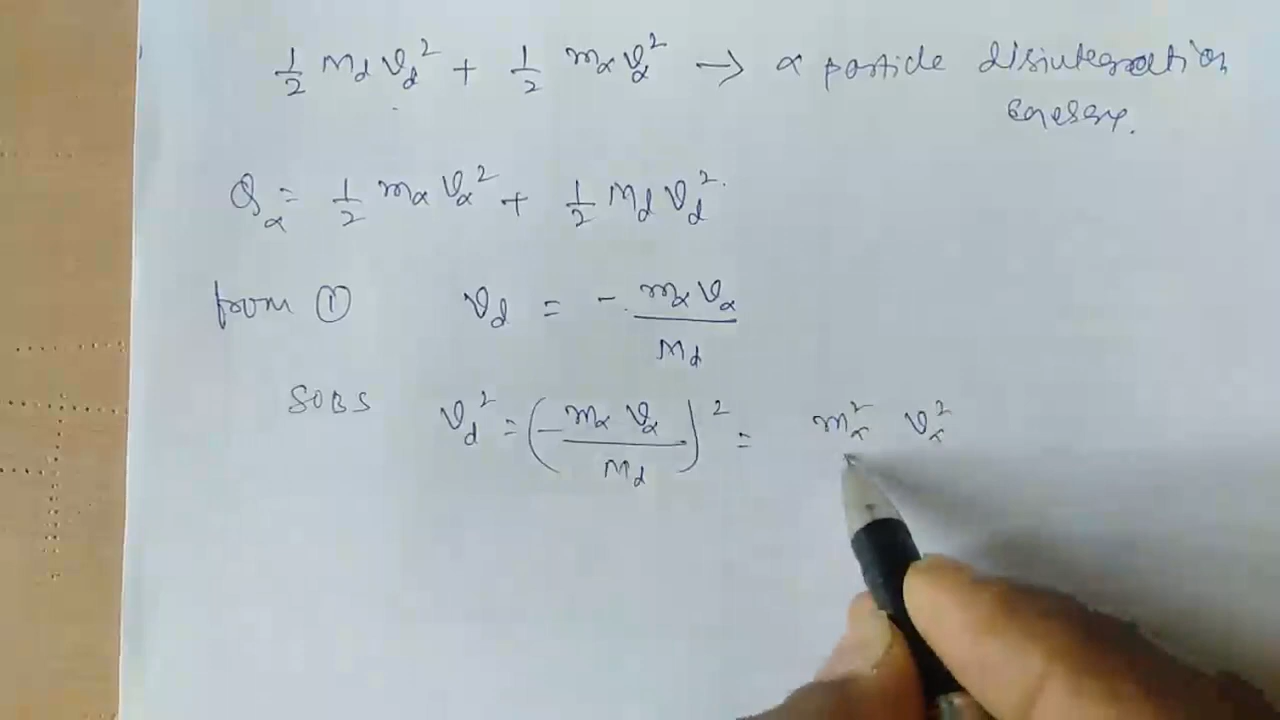 ½ M_d v_d² + ½ m_α v_α² → α particle disintegration
Energy.
Q_α = ½ m_α v_α² + ½ M_d v_d².
from ① v_d = - m_α v_α / M_d
SOBS v_d² = (- m_α v_α / M_d)² = m_α² v_α²